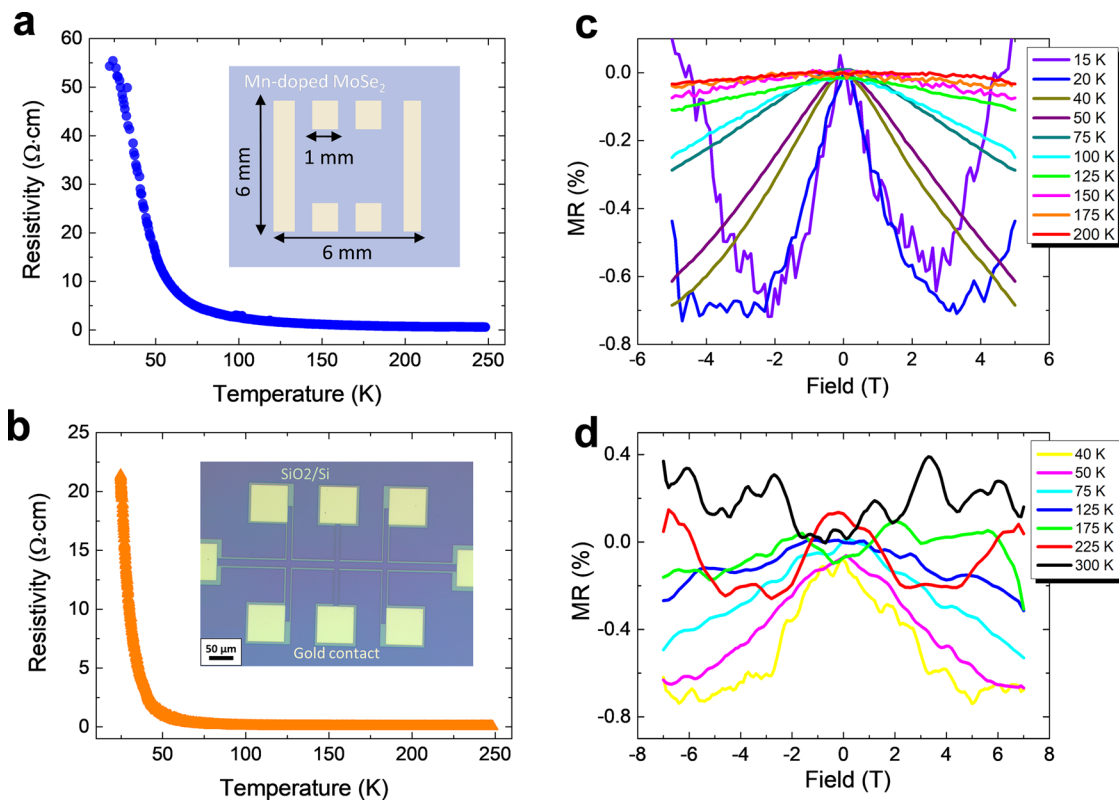 a
60
50
40
30
20
10
0
Resistivity (Ω·cm)
50
100
150
200
250
Temperature (K)
Mn-doped MoSe2
6 mm
1 mm
6 mm
c
0.0
-0.2
-0.4
-0.6
-0.8
MR (%)
-6
-4
-2
0
2
4
6
Field (T)
15 K
20 K
40 K
50 K
75 K
100 K
125 K
150 K
175 K
200 K
b
25
20
15
10
5
0
Resistivity (Ω·cm)
50
100
150
200
250
Temperature (K)
SiO2/Si
Gold contact
50 µm
d
0.4
0.0
-0.4
-0.8
MR (%)
-8
-6
-4
-2
0
2
4
6
8
Field (T)
40 K
50 K
75 K
125 K
175 K
225 K
300 K